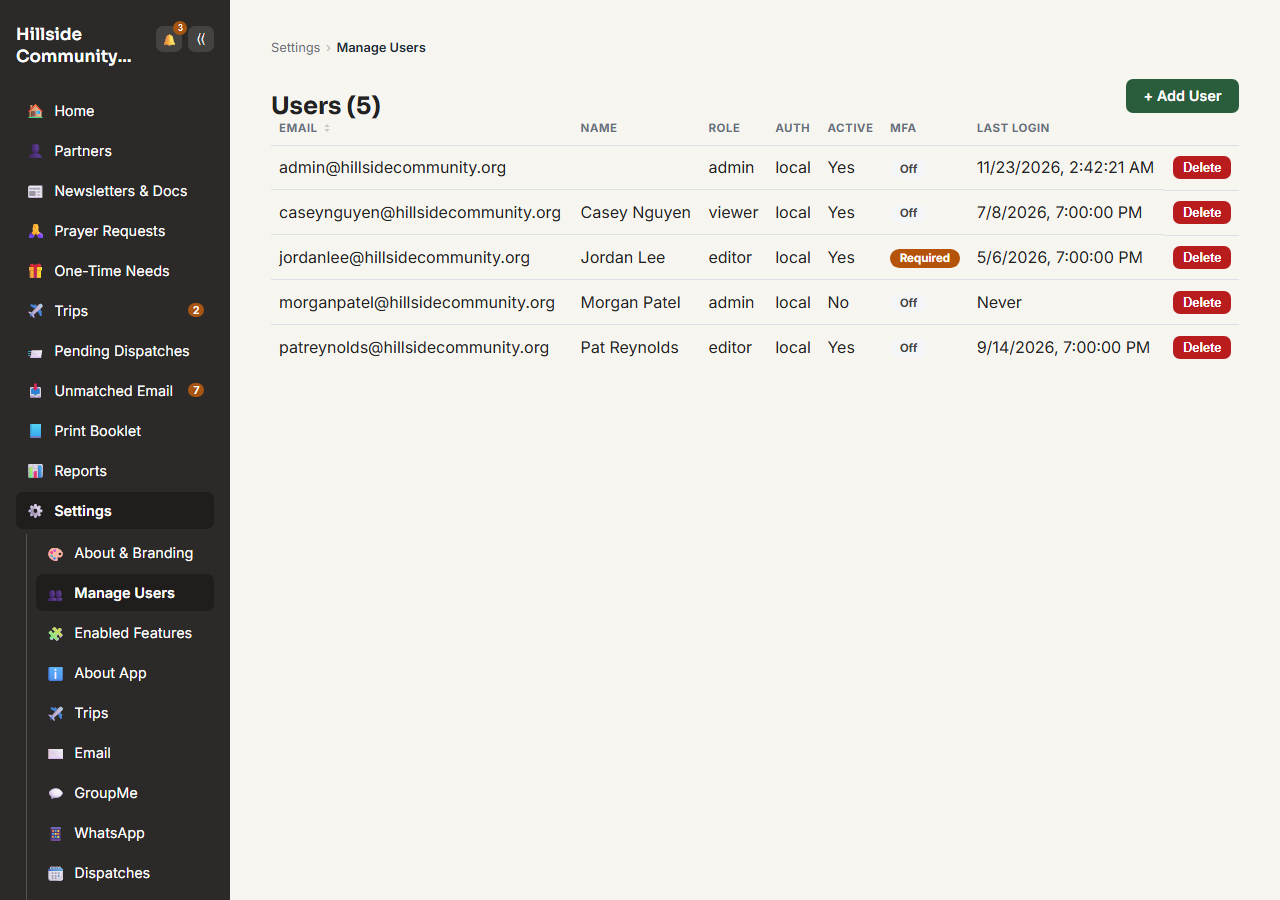 Hillside
Community...
3
Home
Partners
Newsletters & Docs
Prayer Requests
One-Time Needs
Trips 2
Pending Dispatches
Unmatched Email 7
Print Booklet
Reports
Settings
About & Branding
Manage Users
Enabled Features
About App
Trips
Email
GroupMe
WhatsApp
Dispatches
Settings › Manage Users
Users (5)
+ Add User
EMAIL NAME ROLE AUTH ACTIVE MFA LAST LOGIN
admin@hillsidecommunity.org admin local Yes Off 11/23/2026, 2:42:21 AM Delete
caseynguyen@hillsidecommunity.org Casey Nguyen viewer local Yes Off 7/8/2026, 7:00:00 PM Delete
jordanlee@hillsidecommunity.org Jordan Lee editor local Yes Required 5/6/2026, 7:00:00 PM Delete
morganpatel@hillsidecommunity.org Morgan Patel admin local No Off Never Delete
patreynolds@hillsidecommunity.org Pat Reynolds editor local Yes Off 9/14/2026, 7:00:00 PM Delete